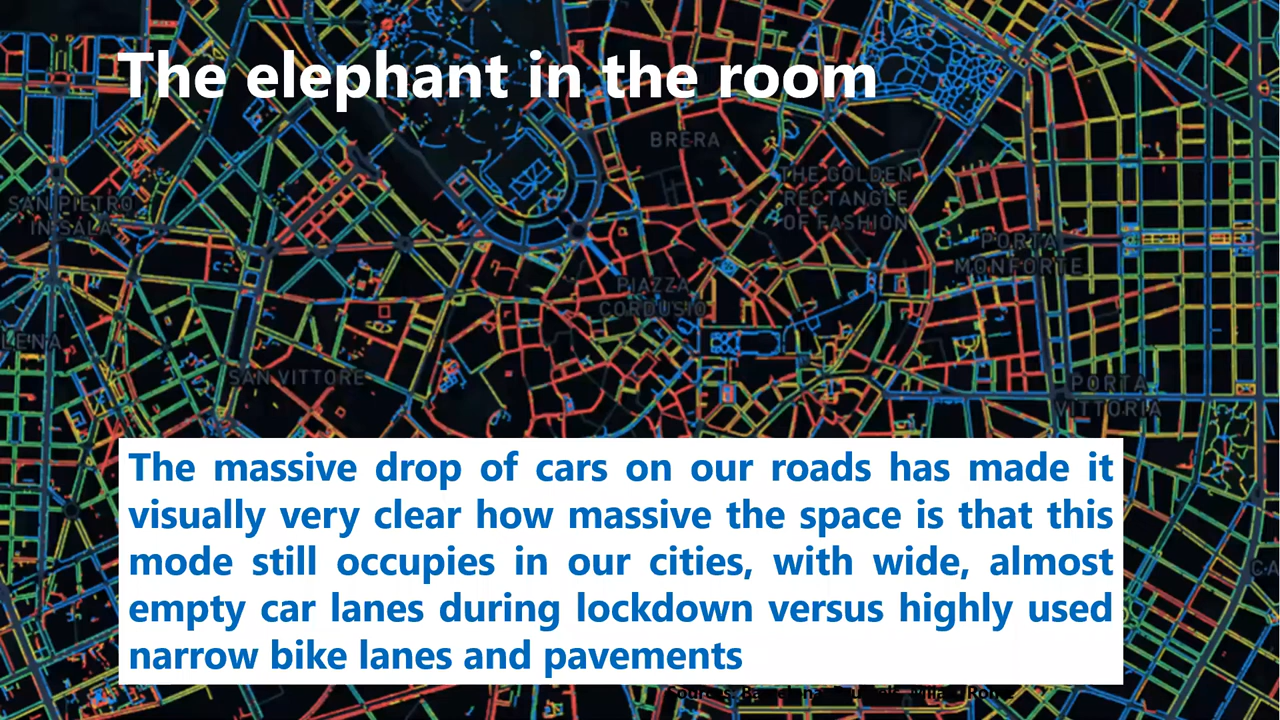 The elephant in the room
BRERA
THE GOLDEN
RECTANGLE
OF FASHION
SAN PIETRO
IN SALA
PORTA
MONFORTE
PIAZZA
CORDUSIO
LENA
SAN VITTORE
PORTA
VITTORIA
The massive drop of cars on our roads has made it
visually very clear how massive the space is that this
mode still occupies in our cities, with wide, almost
empty car lanes during lockdown versus highly used
narrow bike lanes and pavements
CA